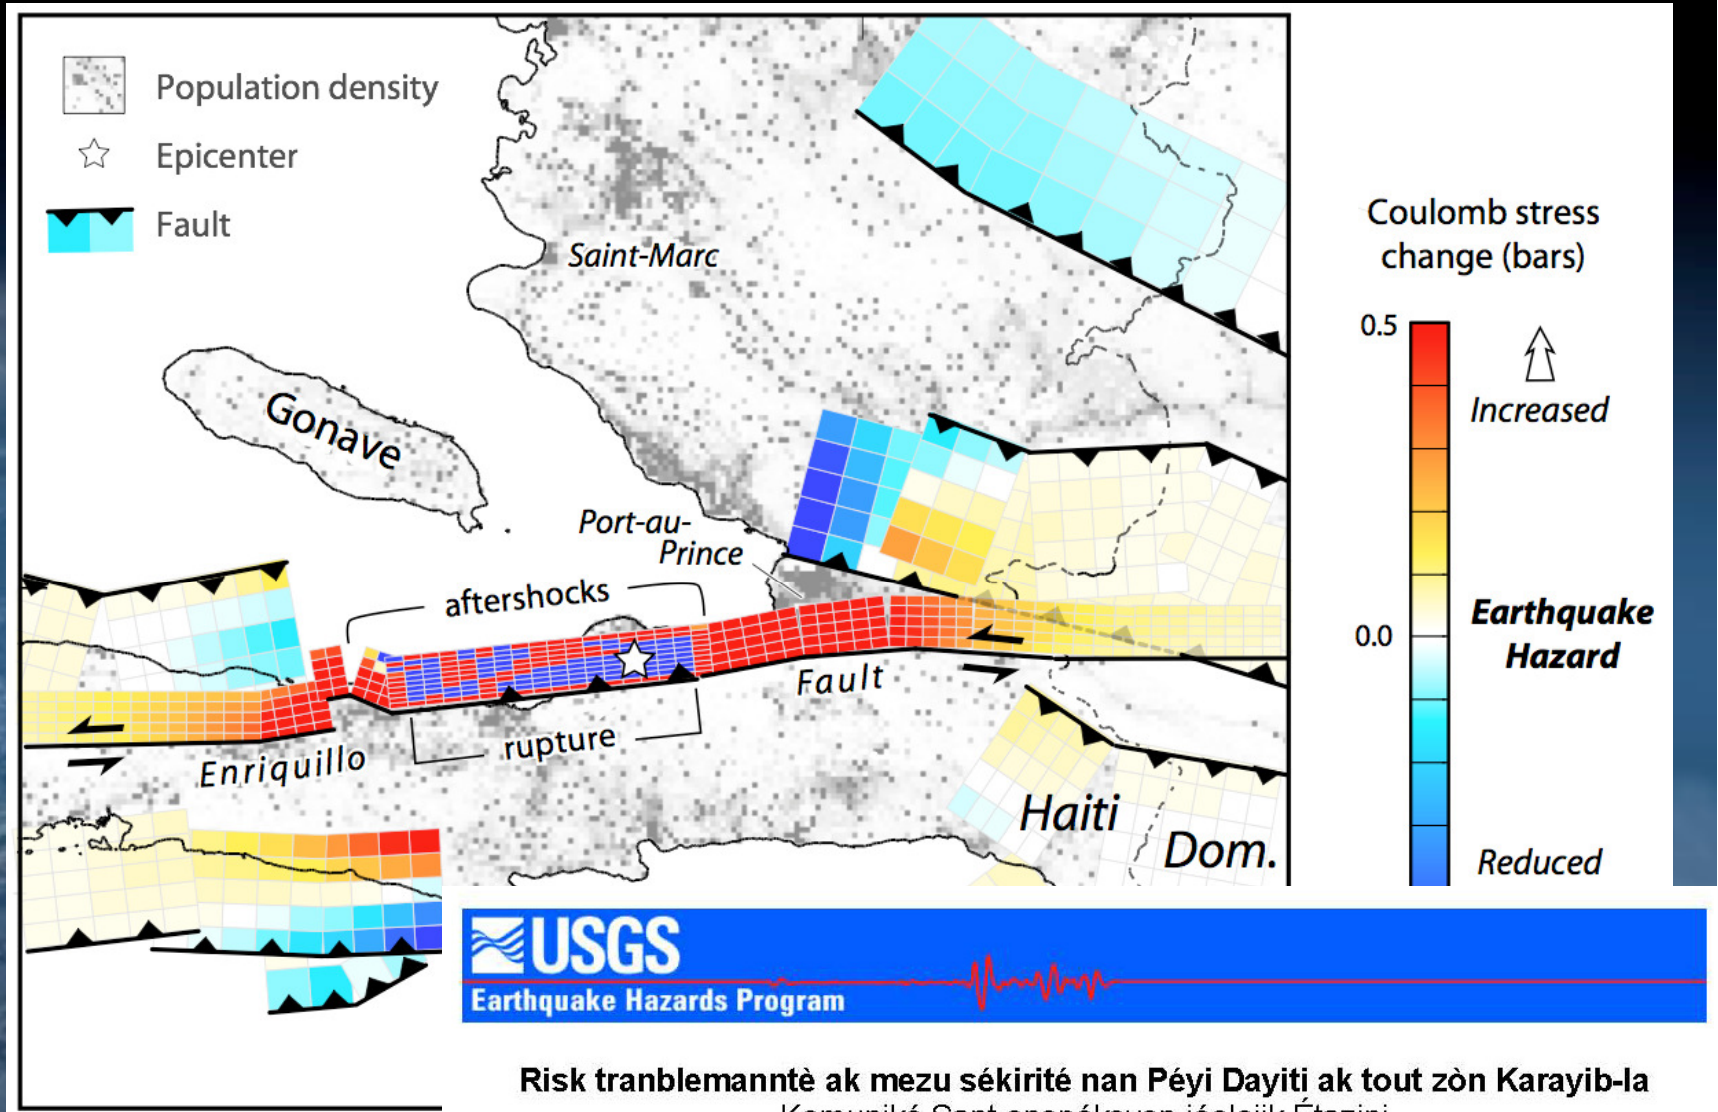 Population density
Epicenter
Fault
Saint-Marc
Gonave
Port-au-
Prince
aftershocks
Fault
rupture
Enriquillo
Haiti
Dom.
Coulomb stress
change (bars)
0.5
Increased
0.0
Earthquake
Hazard
Reduced
USGS
Earthquake Hazards Program
Risk tranblemanntè ak mezu sékirité nan Péyi Dayiti ak tout zòn Karayib-la